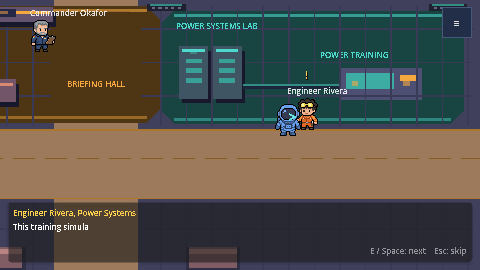 Commander Okafor
POWER SYSTEMS LAB
≡
POWER TRAINING
BRIEFING HALL
!
Engineer Rivera
Engineer Rivera, Power Systems
This training simula
E / Space: next Esc: skip